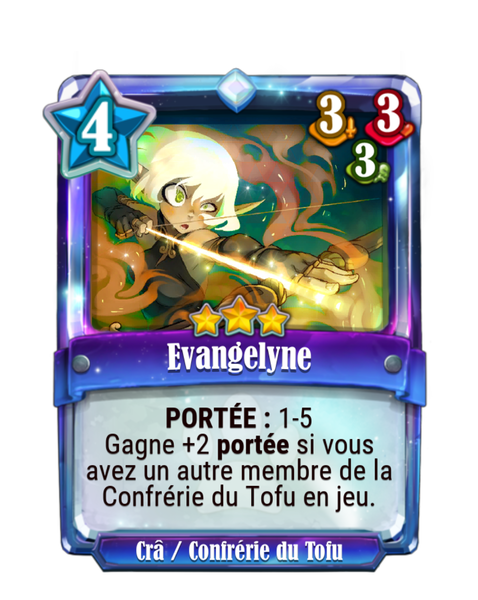 4
3
3
3
Evangelyne
PORTÉE : 1-5
Gagne +2 portée si vous
avez un autre membre de la
Confrérie du Tofu en jeu.
Crâ / Confrérie du Tofu